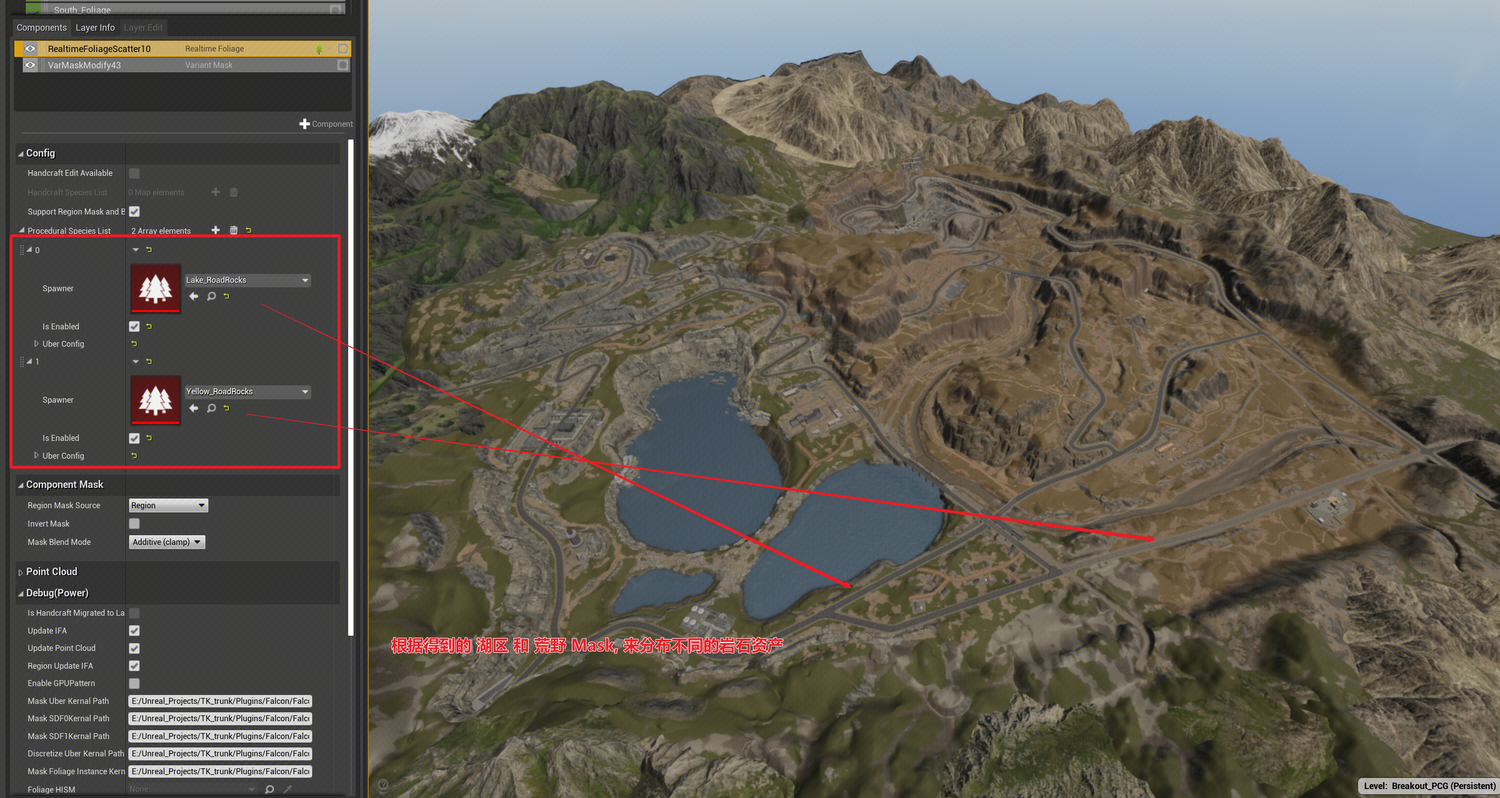 South_Foliage
Components Layer Info Layer Edit
RealtimeFoliageScatter10 Realtime Foliage
VarMaskModify43 Variant Mask
Component
Config
Handcraft Edit Available
Handcraft Species List 0 Map elements
Support Region Mask and B
Procedural Species List 2 Array elements
0
Spawner Lake_RoadRocks
Is Enabled
Uber Config
1
Spawner Yellow_RoadRocks
Is Enabled
Uber Config
Component Mask
Region Mask Source Region
Invert Mask
Mask Blend Mode Additive (clamp)
Point Cloud
Debug(Power)
Is Handcraft Migrated to La
Update IFA
Update Point Cloud
Region Update IFA
Enable GPUPattern
Mask Uber Kernal Path E:/Unreal_Projects/TK_trunk/Plugins/Falcon/Falc
Mask SDF0Kernal Path E:/Unreal_Projects/TK_trunk/Plugins/Falcon/Falc
Mask SDF1Kernal Path E:/Unreal_Projects/TK_trunk/Plugins/Falcon/Falc
Discretize Uber Kernal Path E:/Unreal_Projects/TK_trunk/Plugins/Falcon/Falc
Mask Foliage Instance Kern E:/Unreal_Projects/TK_trunk/Plugins/Falcon/Falc
Foliage HISM None
根据得到的 湖区 和 荒野 Mask, 来分布不同的岩石资产
Level: Breakout_PCG (Persistent)